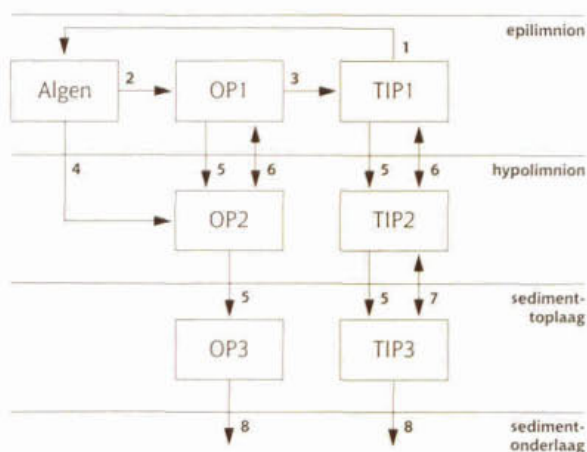 epilimnion
1
Algen 2 OP1 3 TIP1
4 5 6 5 6 hypolimnion
OP2 TIP2
5 5 7 sediment-
toplaag
OP3 TIP3
8 8 sediment-
onderlaag